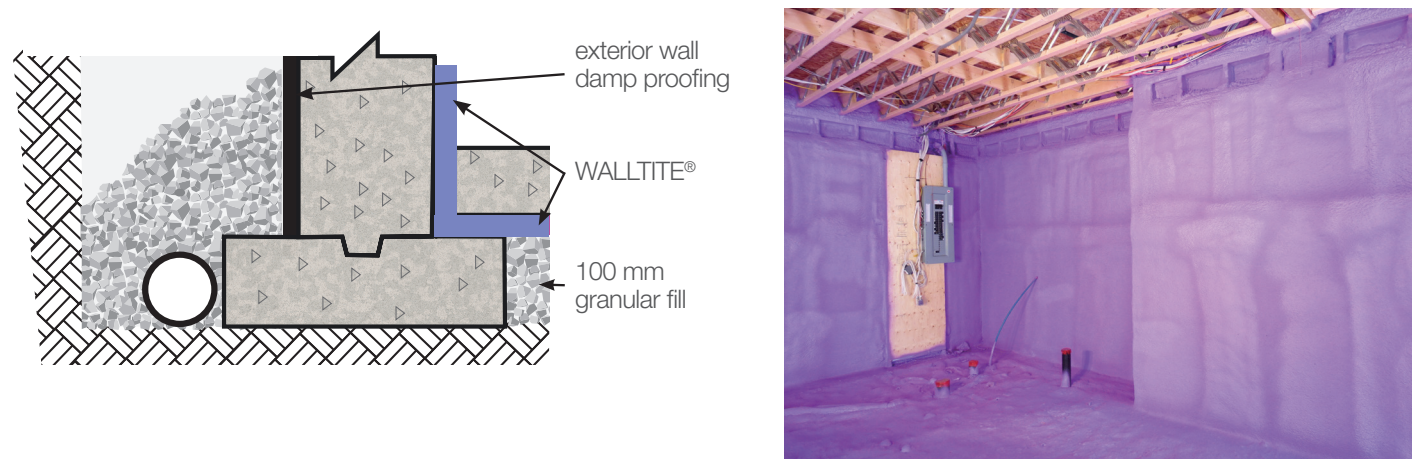 exterior wall
damp proofing
WALLTITE®
100 mm
granular fill